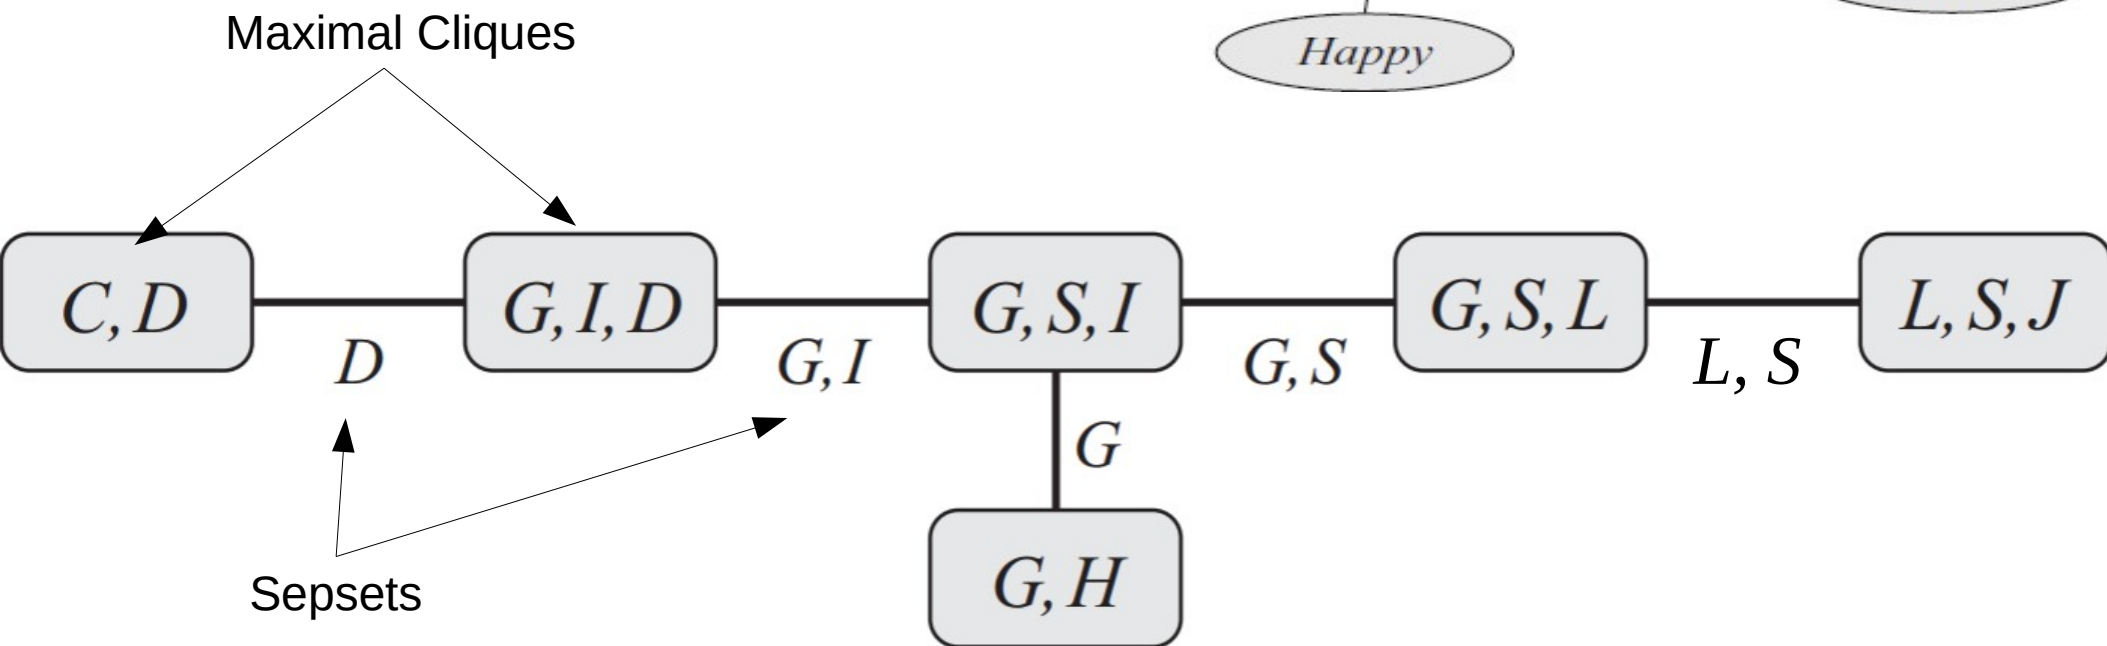 Maximal Cliques
Happy
C, D
G, I, D
G, S, I
G, S, L
L, S, J
D
G, I
G, S
L, S
G
G, H
Sepsets